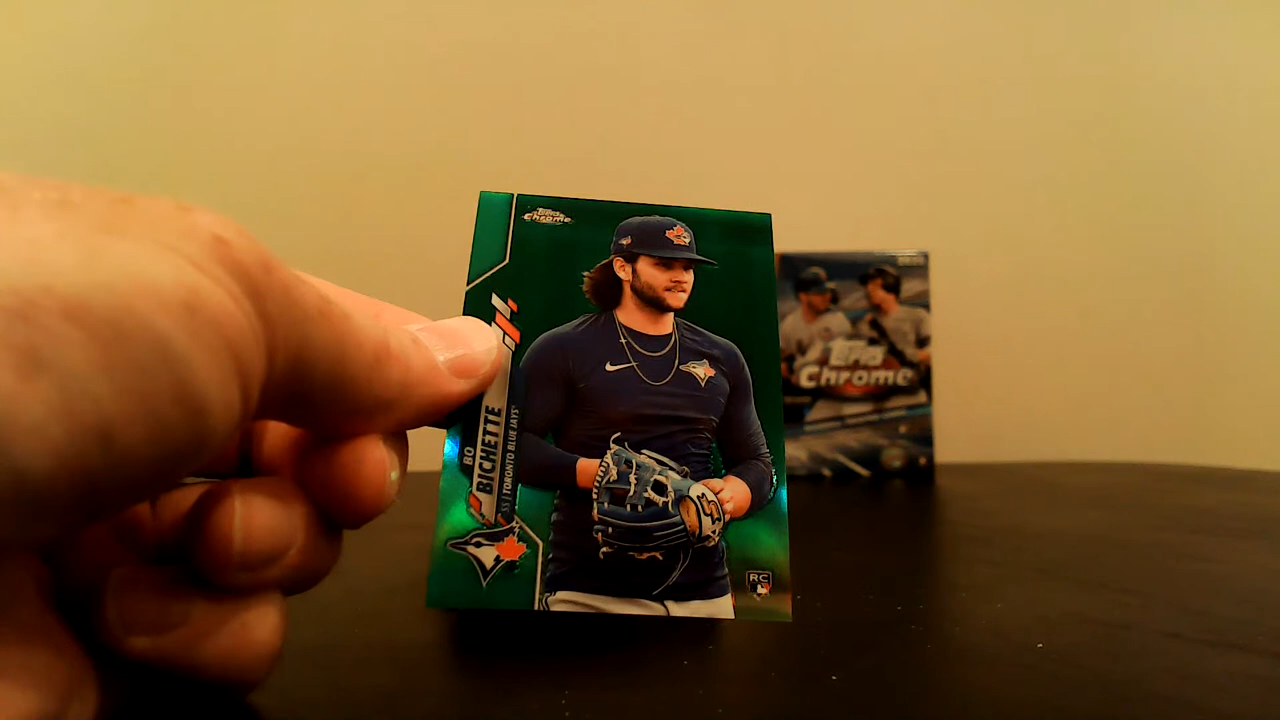 Topps
Chrome
BO
BICHETTE
SS | TORONTO BLUE JAYS
RC
Topps
Chrome